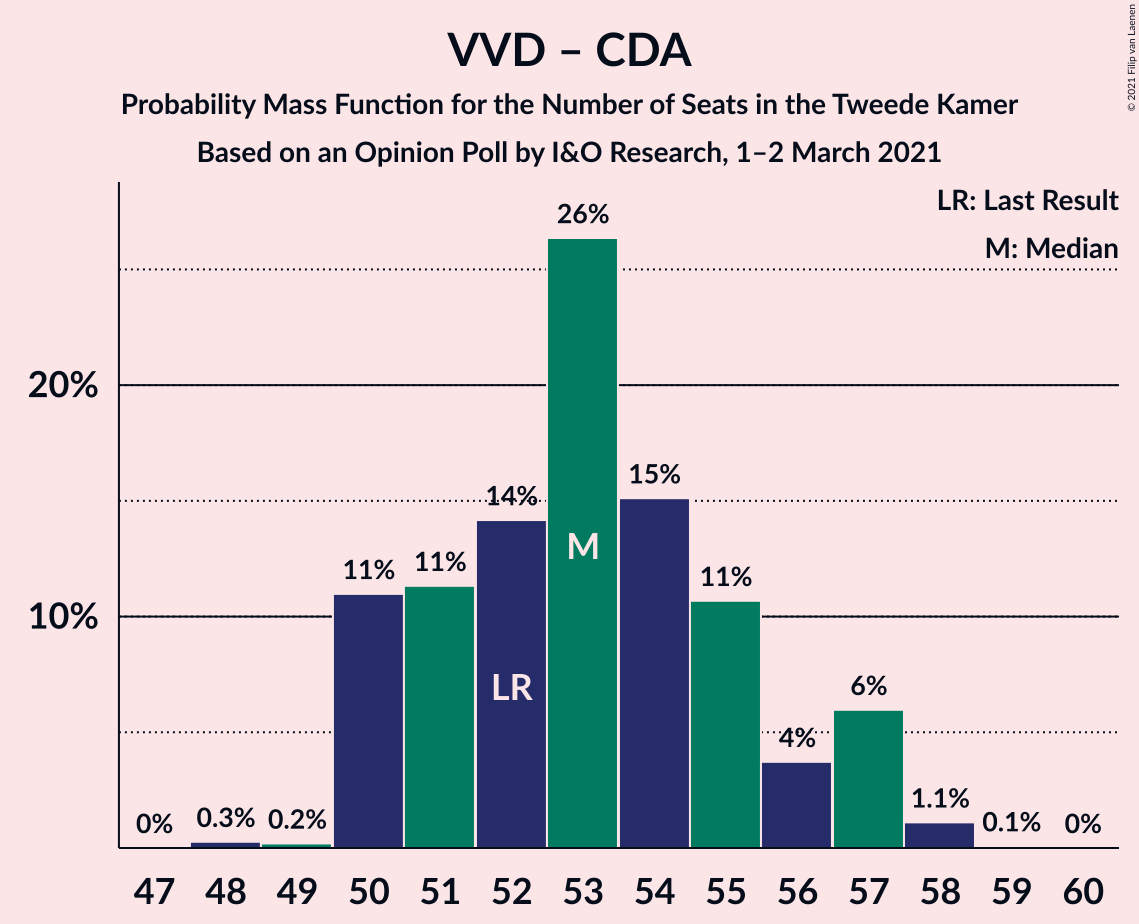 VVD – CDA
Probability Mass Function for the Number of Seats in the Tweede Kamer
Based on an Opinion Poll by I&O Research, 1–2 March 2021
© 2021 Filip van Laenen
LR: Last Result
M: Median
26%
20%
15%
14%
M
11%
11%
11%
10%
LR
6%
4%
1.1%
0%
0.3%
0.2%
0.1%
0%
47 48 49 50 51 52 53 54 55 56 57 58 59 60